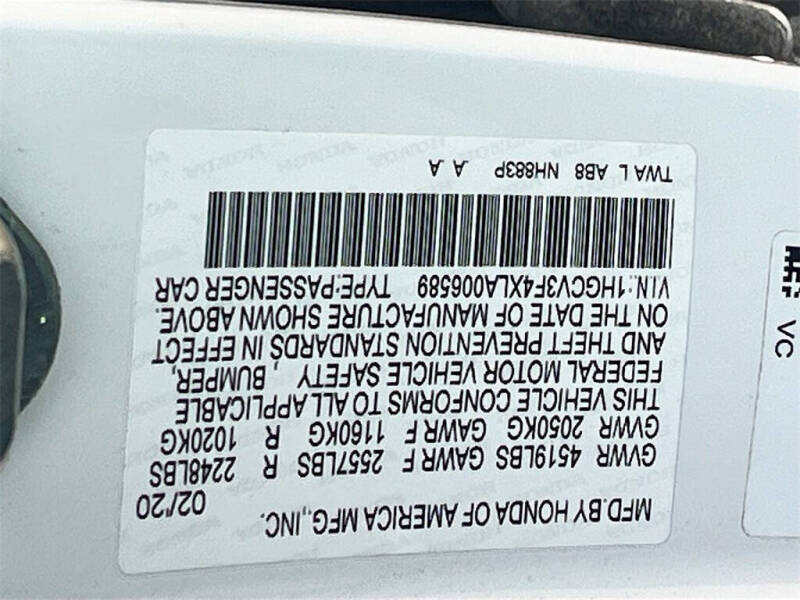 MFD.BY HONDA OF AMERICA MFG.,INC. 02/20
GVWR 4519LBS GAWR F 2557LBS R 2248LBS
GVWR 2050KG GAWR F 1160KG R 1020KG
THIS VEHICLE CONFORMS TO ALL APPLICABLE
FEDERAL MOTOR VEHICLE SAFETY , BUMPER,
AND THEFT PREVENTION STANDARDS IN EFFECT
ON THE DATE OF MANUFACTURE SHOWN ABOVE.
VIN.:1HGCV3F4XLA006589 TYPE:PASSENGER CAR
TWA L AB8 NH883P .A .A
VC